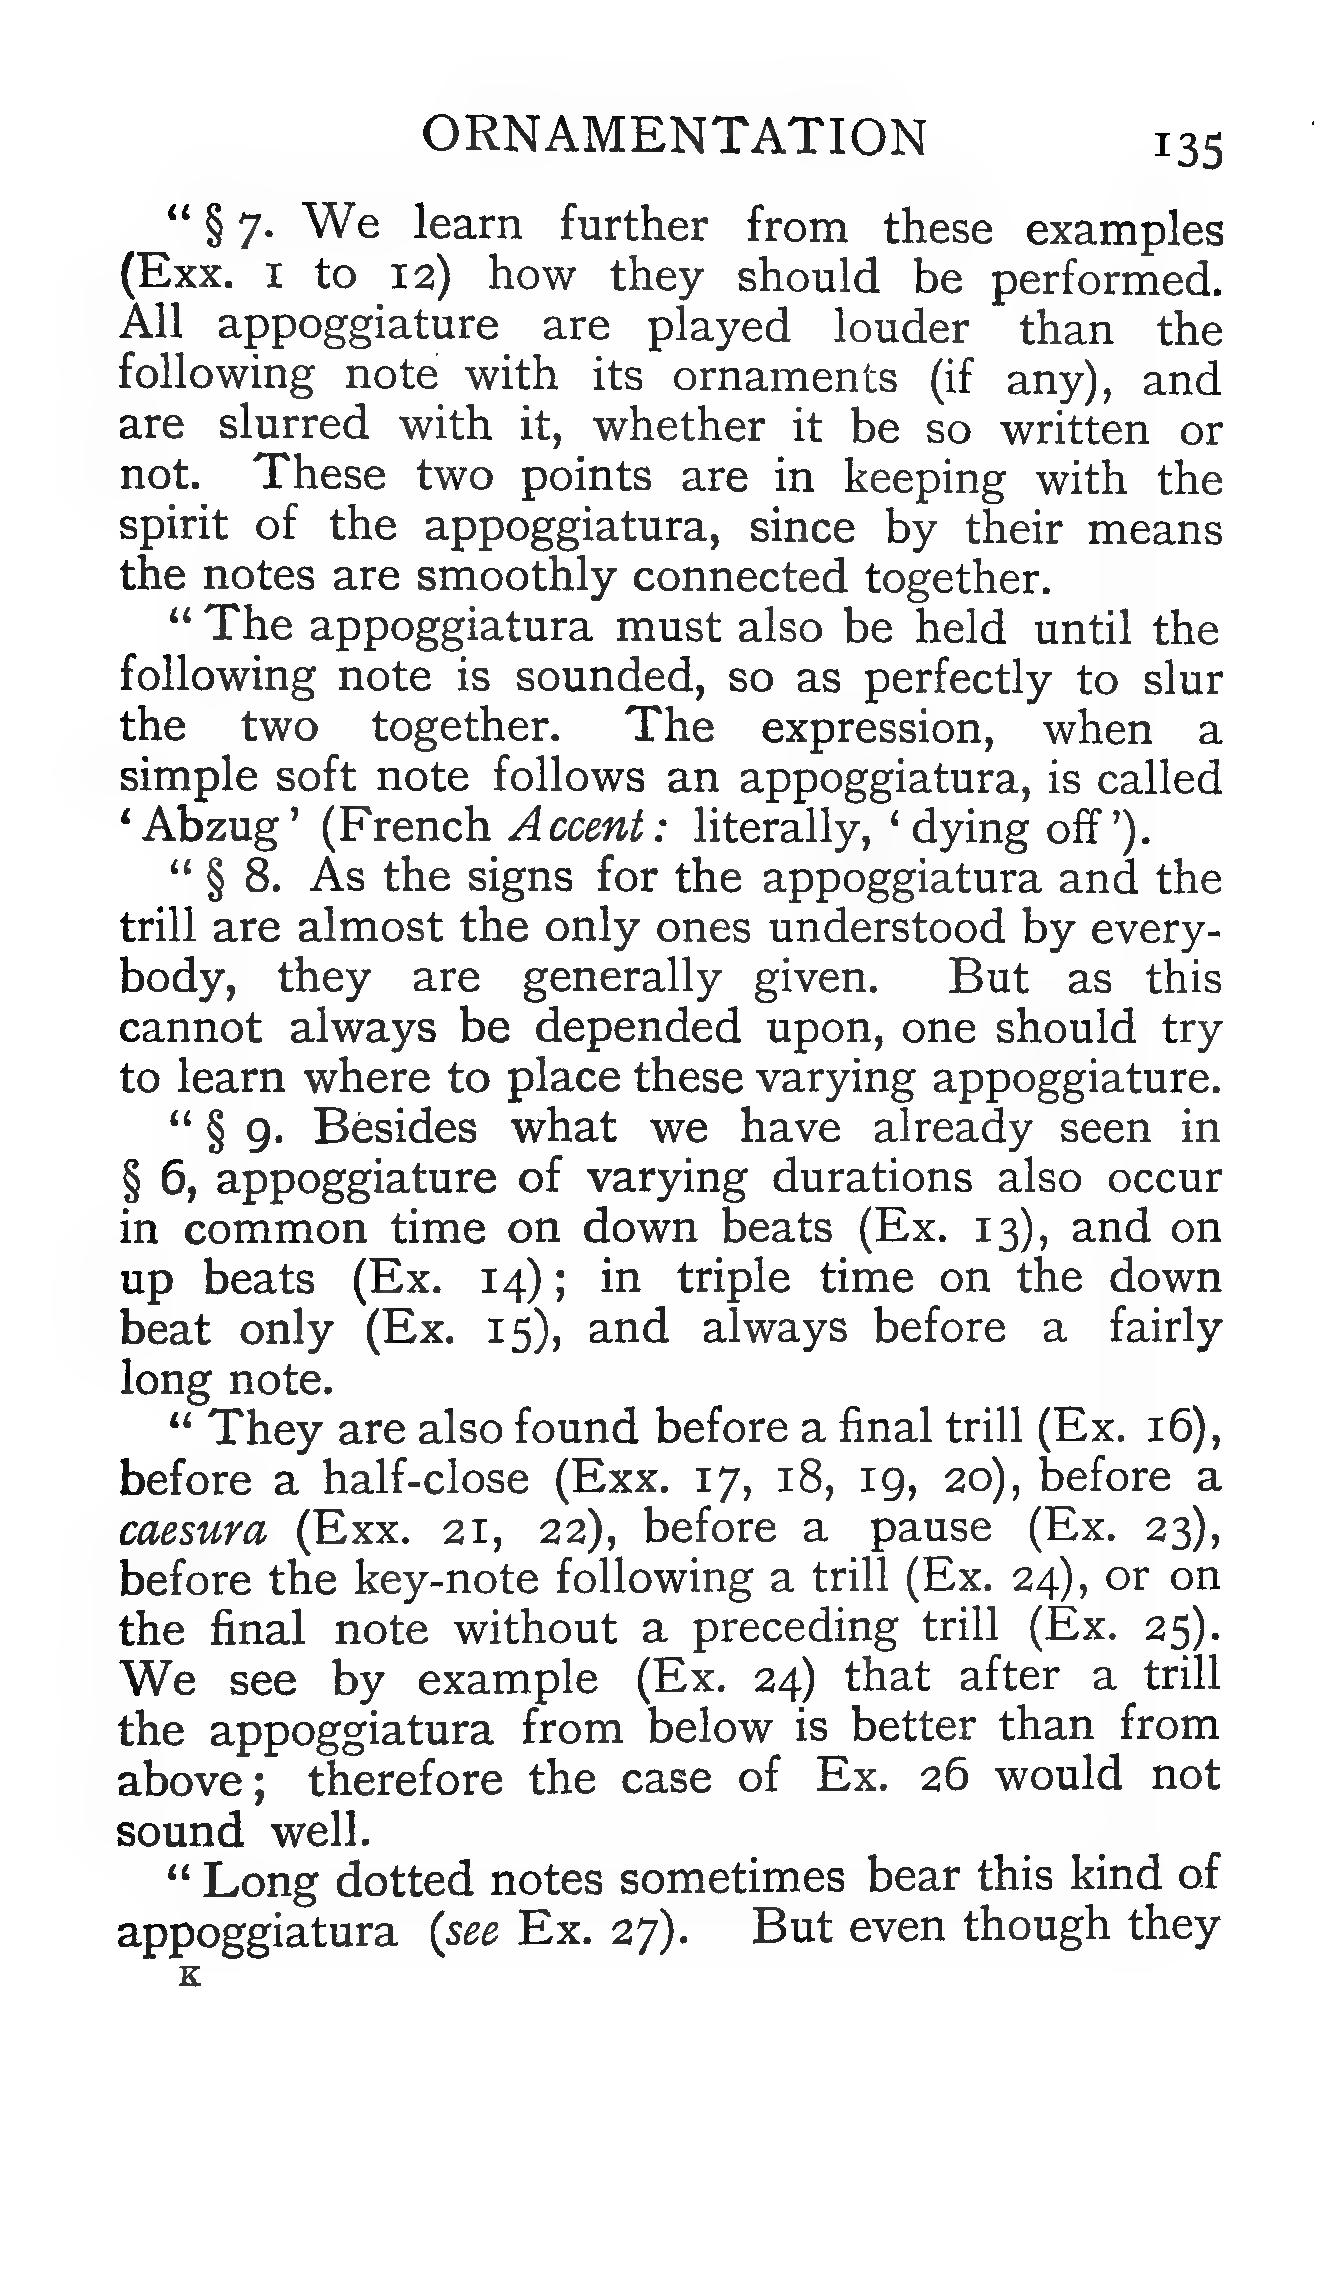 ORNAMENTATION 135
“ § 7. We learn further from these examples
(Exx. 1 to 12) how they should be performed.
All appoggiature are played louder than the
following note with its ornaments (if any), and
are slurred with it, whether it be so written or
not. These two points are in keeping with the
spirit of the appoggiatura, since by their means
the notes are smoothly connected together.
“ The appoggiatura must also be held until the
following note is sounded, so as perfectly to slur
the two together. The expression, when a
simple soft note follows an appoggiatura, is called
‘ Abzug ’ (French Accent : literally, ‘ dying off ’).
“ § 8. As the signs for the appoggiatura and the
trill are almost the only ones understood by every-
body, they are generally given. But as this
cannot always be depended upon, one should try
to learn where to place these varying appoggiature.
“ § 9. Besides what we have already seen in
§ 6, appoggiature of varying durations also occur
in common time on down beats (Ex. 13), and on
up beats (Ex. 14) ; in triple time on the down
beat only (Ex. 15), and always before a fairly
long note.
“ They are also found before a final trill (Ex. 16),
before a half-close (Exx. 17, 18, 19, 20), before a
caesura (Exx. 21, 22), before a pause (Ex. 23),
before the key-note following a trill (Ex. 24), or on
the final note without a preceding trill (Ex. 25).
We see by example (Ex. 24) that after a trill
the appoggiatura from below is better than from
above ; therefore the case of Ex. 26 would not
sound well.
“ Long dotted notes sometimes bear this kind of
appoggiatura (see Ex. 27). But even though they
K